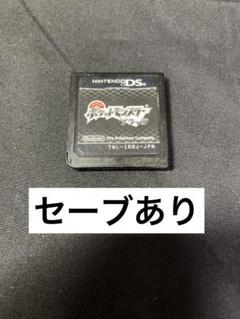 NINTENDO DS
ポケットモンスター
Nintendo The Pokémon Company
TWL-IRBJ-JPN
セーブあり